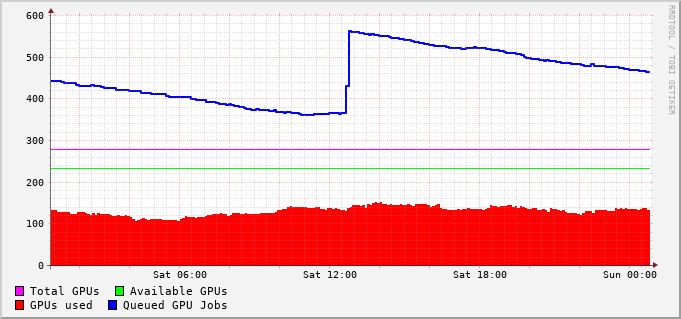 600
500
400
300
200
100
0
Sat 06:00 Sat 12:00 Sat 18:00 Sun 00:00
Total GPUs Available GPUs
GPUs used Queued GPU Jobs
RRDTOOL / TOBI OETIKER